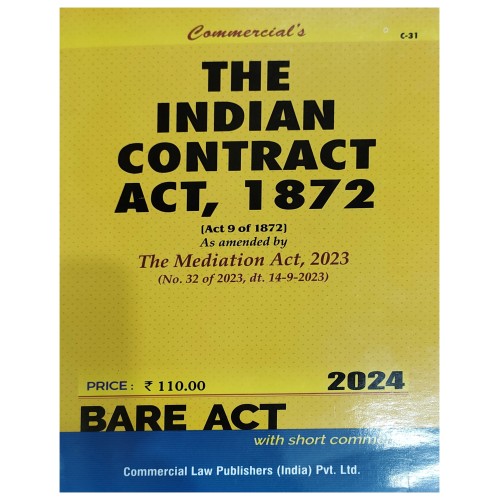 Commercial's
C-31
THE
INDIAN
CONTRACT
ACT, 1872
(Act 9 of 1872)
As amended by
The Mediation Act, 2023
(No. 32 of 2023, dt. 14-9-2023)
PRICE : ₹ 110.00
2024
BARE ACT
with short comme
Commercial Law Publishers (India) Pvt. Ltd.